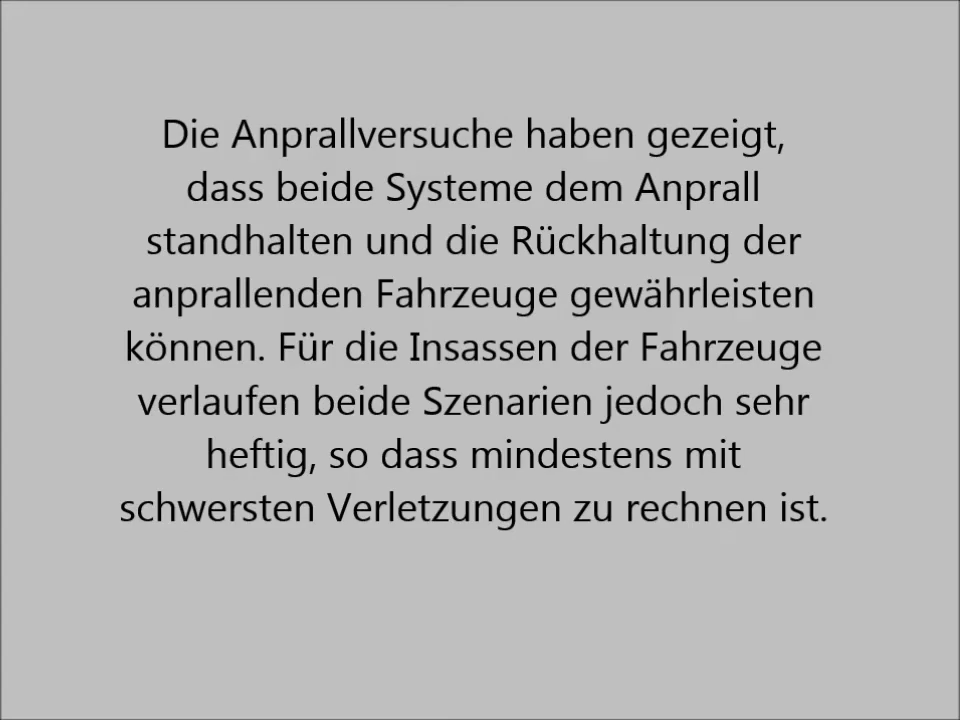 Die Anprallversuche haben gezeigt,
dass beide Systeme dem Anprall
standhalten und die Rückhaltung der
anprallenden Fahrzeuge gewährleisten
können. Für die Insassen der Fahrzeuge
verlaufen beide Szenarien jedoch sehr
heftig, so dass mindestens mit
schwersten Verletzungen zu rechnen ist.